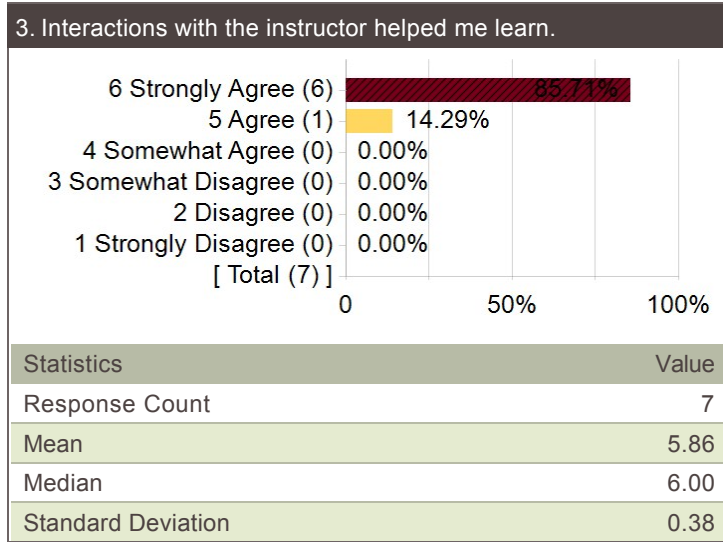 3. Interactions with the instructor helped me learn.
6 Strongly Agree (6) 85.71%
5 Agree (1) 14.29%
4 Somewhat Agree (0) 0.00%
3 Somewhat Disagree (0) 0.00%
2 Disagree (0) 0.00%
1 Strongly Disagree (0) 0.00%
[ Total (7) ]
0 50% 100%
Statistics Value
Response Count 7
Mean 5.86
Median 6.00
Standard Deviation 0.38